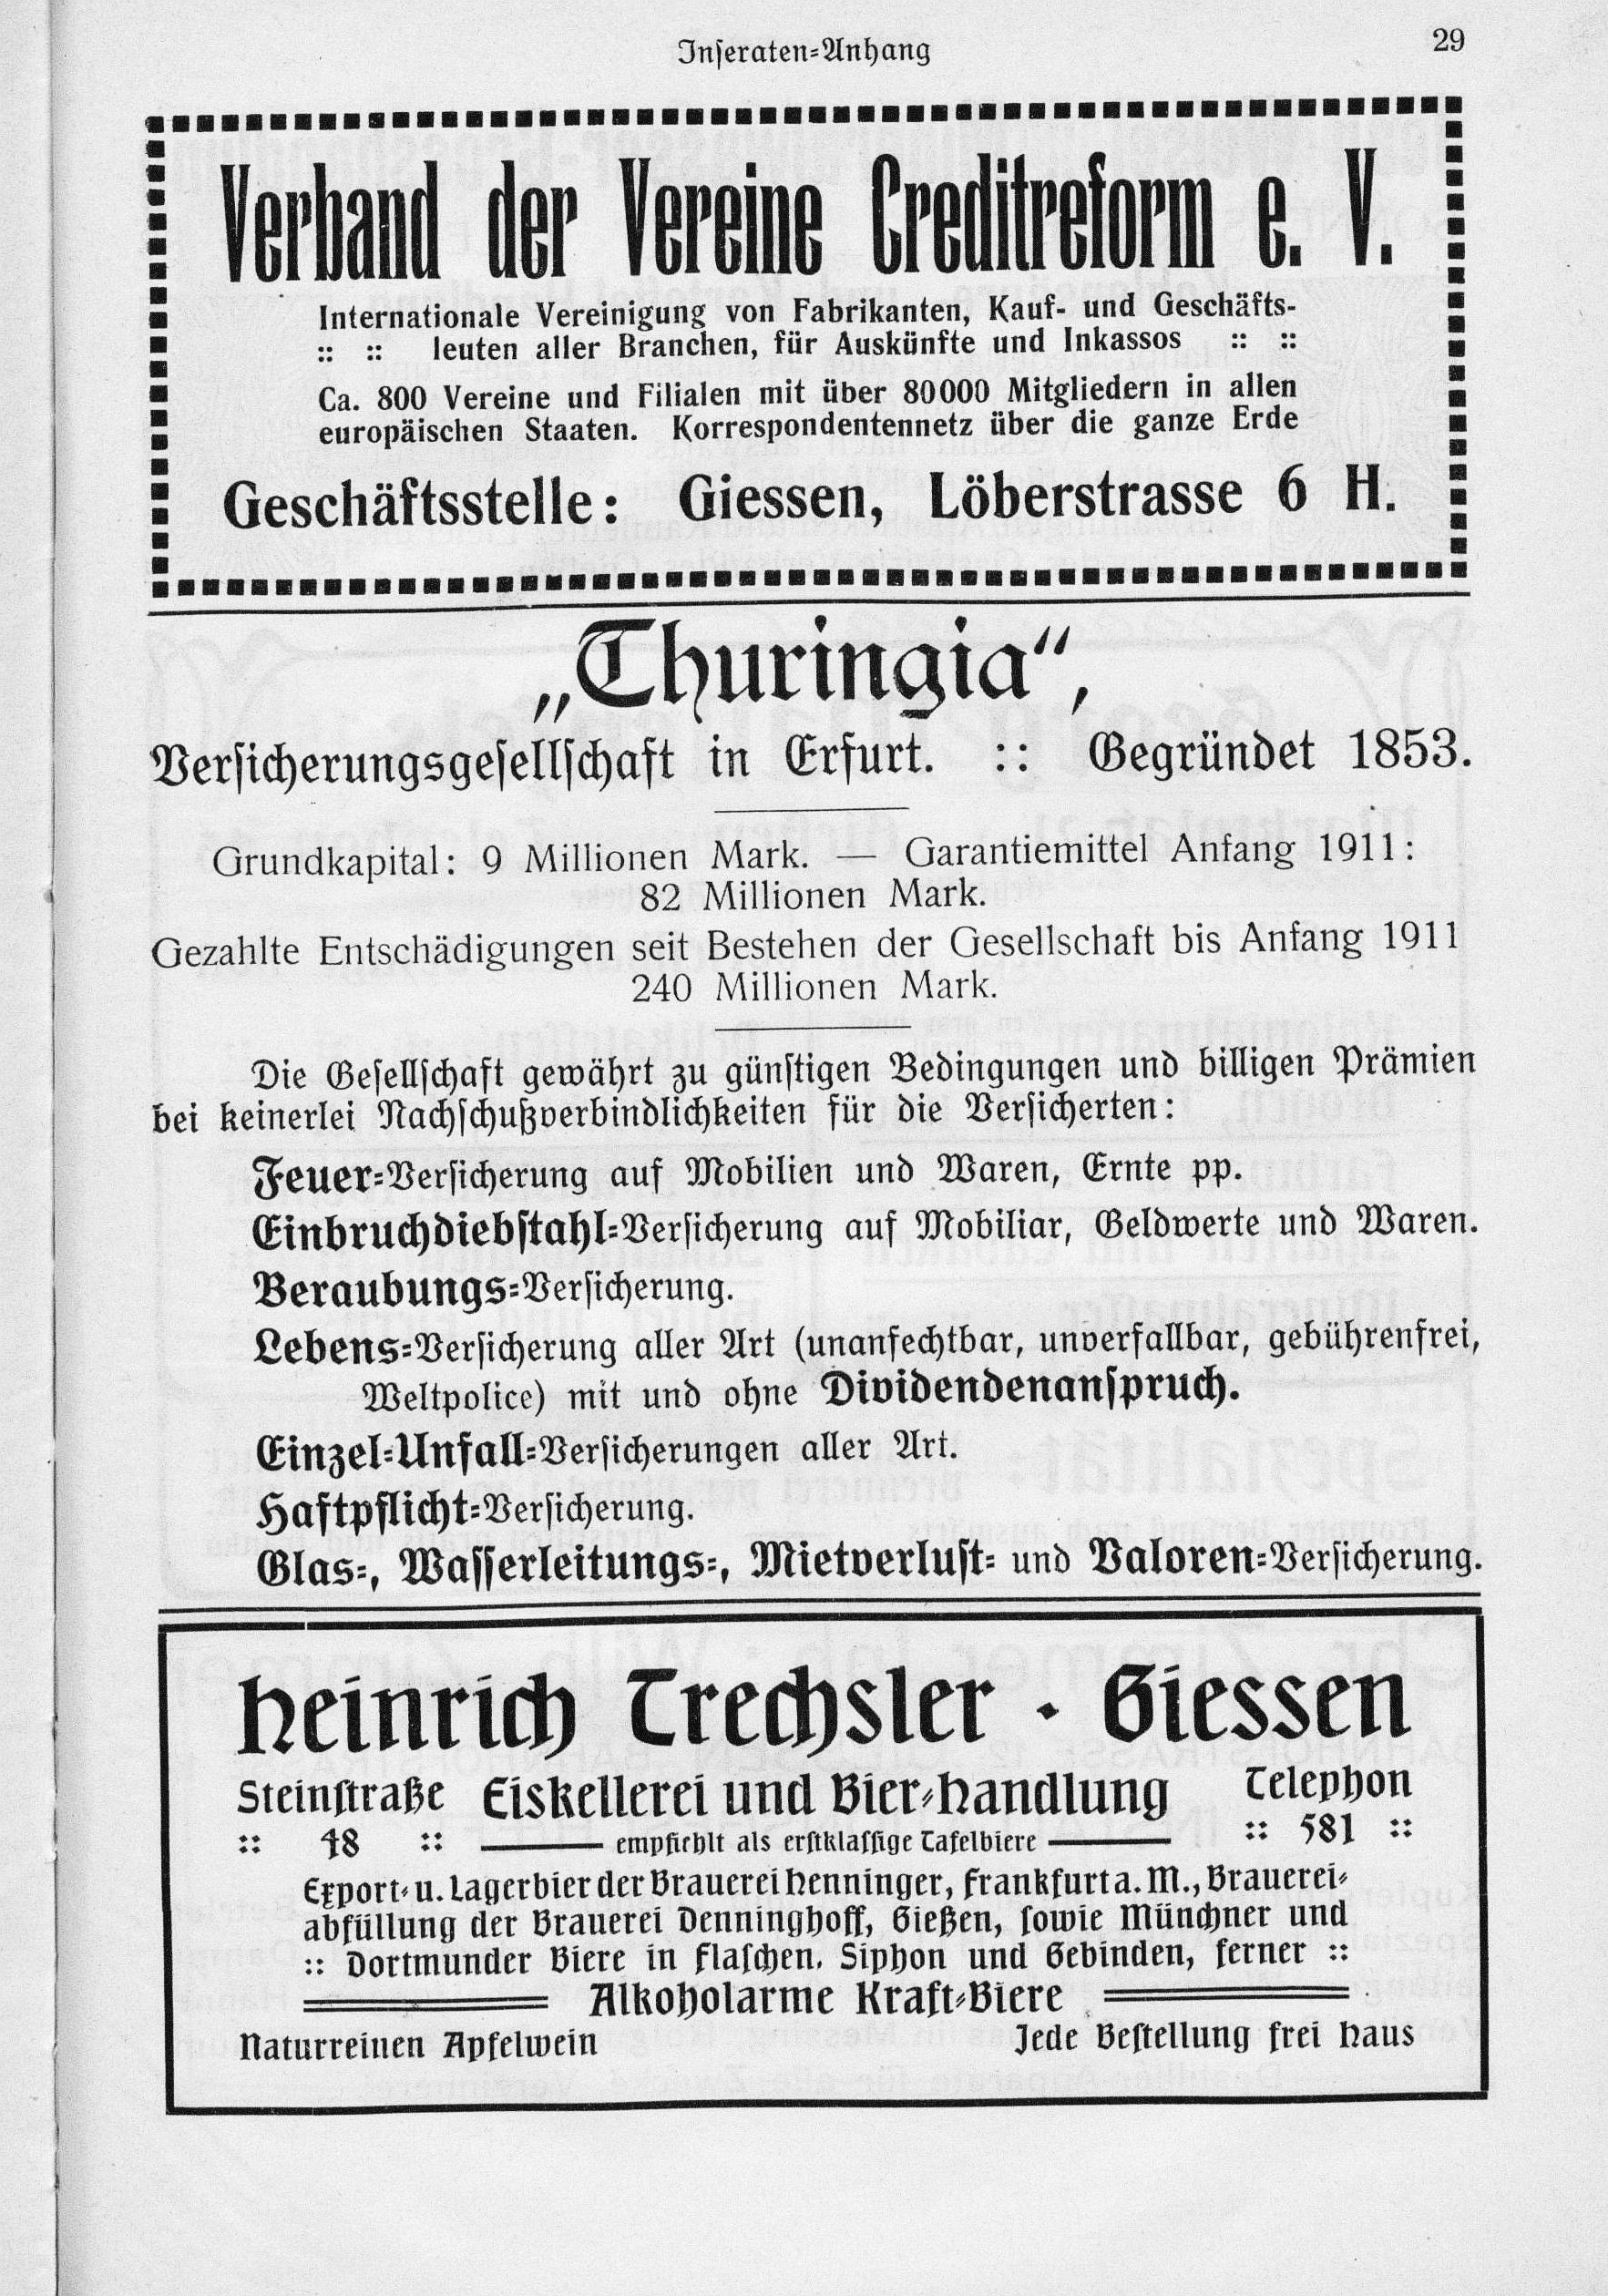 Inseraten-Anhang
29
Verband der Vereine Creditreform e. V.
Internationale Vereinigung von Fabrikanten, Kauf- und Geschäfts-
:: :: leuten aller Branchen, für Auskünfte und Inkassos :: ::
Ca. 800 Vereine und Filialen mit über 80000 Mitgliedern in allen
europäischen Staaten. Korrespondentennetz über die ganze Erde
Geschäftsstelle: Giessen, Löberstrasse 6 H.
„Thuringia“,
Versicherungsgesellschaft in Erfurt. :: Gegründet 1853.
Grundkapital: 9 Millionen Mark. — Garantiemittel Anfang 1911:
82 Millionen Mark.
Gezahlte Entschädigungen seit Bestehen der Gesellschaft bis Anfang 1911
240 Millionen Mark.
Die Gesellschaft gewährt zu günstigen Bedingungen und billigen Prämien
bei keinerlei Nachschußverbindlichkeiten für die Versicherten:
Feuer-Versicherung auf Mobilien und Waren, Ernte pp.
Einbruchdiebstahl-Versicherung auf Mobiliar, Geldwerte und Waren.
Beraubungs-Versicherung.
Lebens-Versicherung aller Art (unanfechtbar, unverfallbar, gebührenfrei,
Weltpolice) mit und ohne Dividendenanspruch.
Einzel-Unfall-Versicherungen aller Art.
Haftpflicht-Versicherung.
Glas-, Wasserleitungs-, Mietverlust- und Valoren-Versicherung.
Heinrich Trechsler · Giessen
Steinstraße Eiskellerei und Bier-Handlung Telephon
:: 48 :: empfiehlt als erstklassige Tafelbiere :: 581 ::
Export- u. Lagerbier der Brauerei Henninger, Frankfurt a. M., Brauerei-
abfüllung der Brauerei Denninghoff, Gießen, sowie Münchner und
:: Dortmunder Biere in Flaschen, Siphon und Gebinden, ferner ::
Alkoholarme Kraft-Biere
Naturreinen Apfelwein Jede Bestellung frei Haus